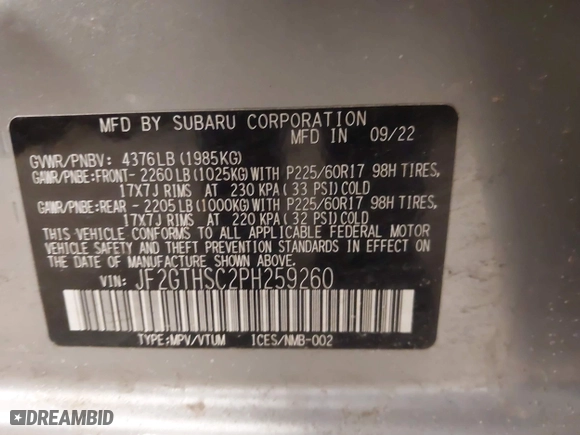 MFD BY SUBARU CORPORATION
MFD IN 09/22
GVWR/PNBV: 4376LB(1985KG)
GAWR/PNBE:FRONT- 2260LB(1025KG)WITH P225/60R17 98H TIRES,
17X7J RIMS AT 230 KPA(33 PSI)COLD
GAWR/PNBE:REAR - 2205LB(1000KG)WITH P225/60R17 98H TIRES,
17X7J RIMS AT 220 KPA(32 PSI)COLD
THIS VEHICLE CONFORMS TO ALL APPLICABLE FEDERAL MOTOR
VEHICLE SAFETY AND THEFT PREVENTION STANDARDS IN EFFECT ON THE
DATE OF MANUFACTURE SHOWN ABOVE.
VIN: JF2GTHSC2PH259260
TYPE:MPV/VTUM ICES/NMB-002
DREAMBID